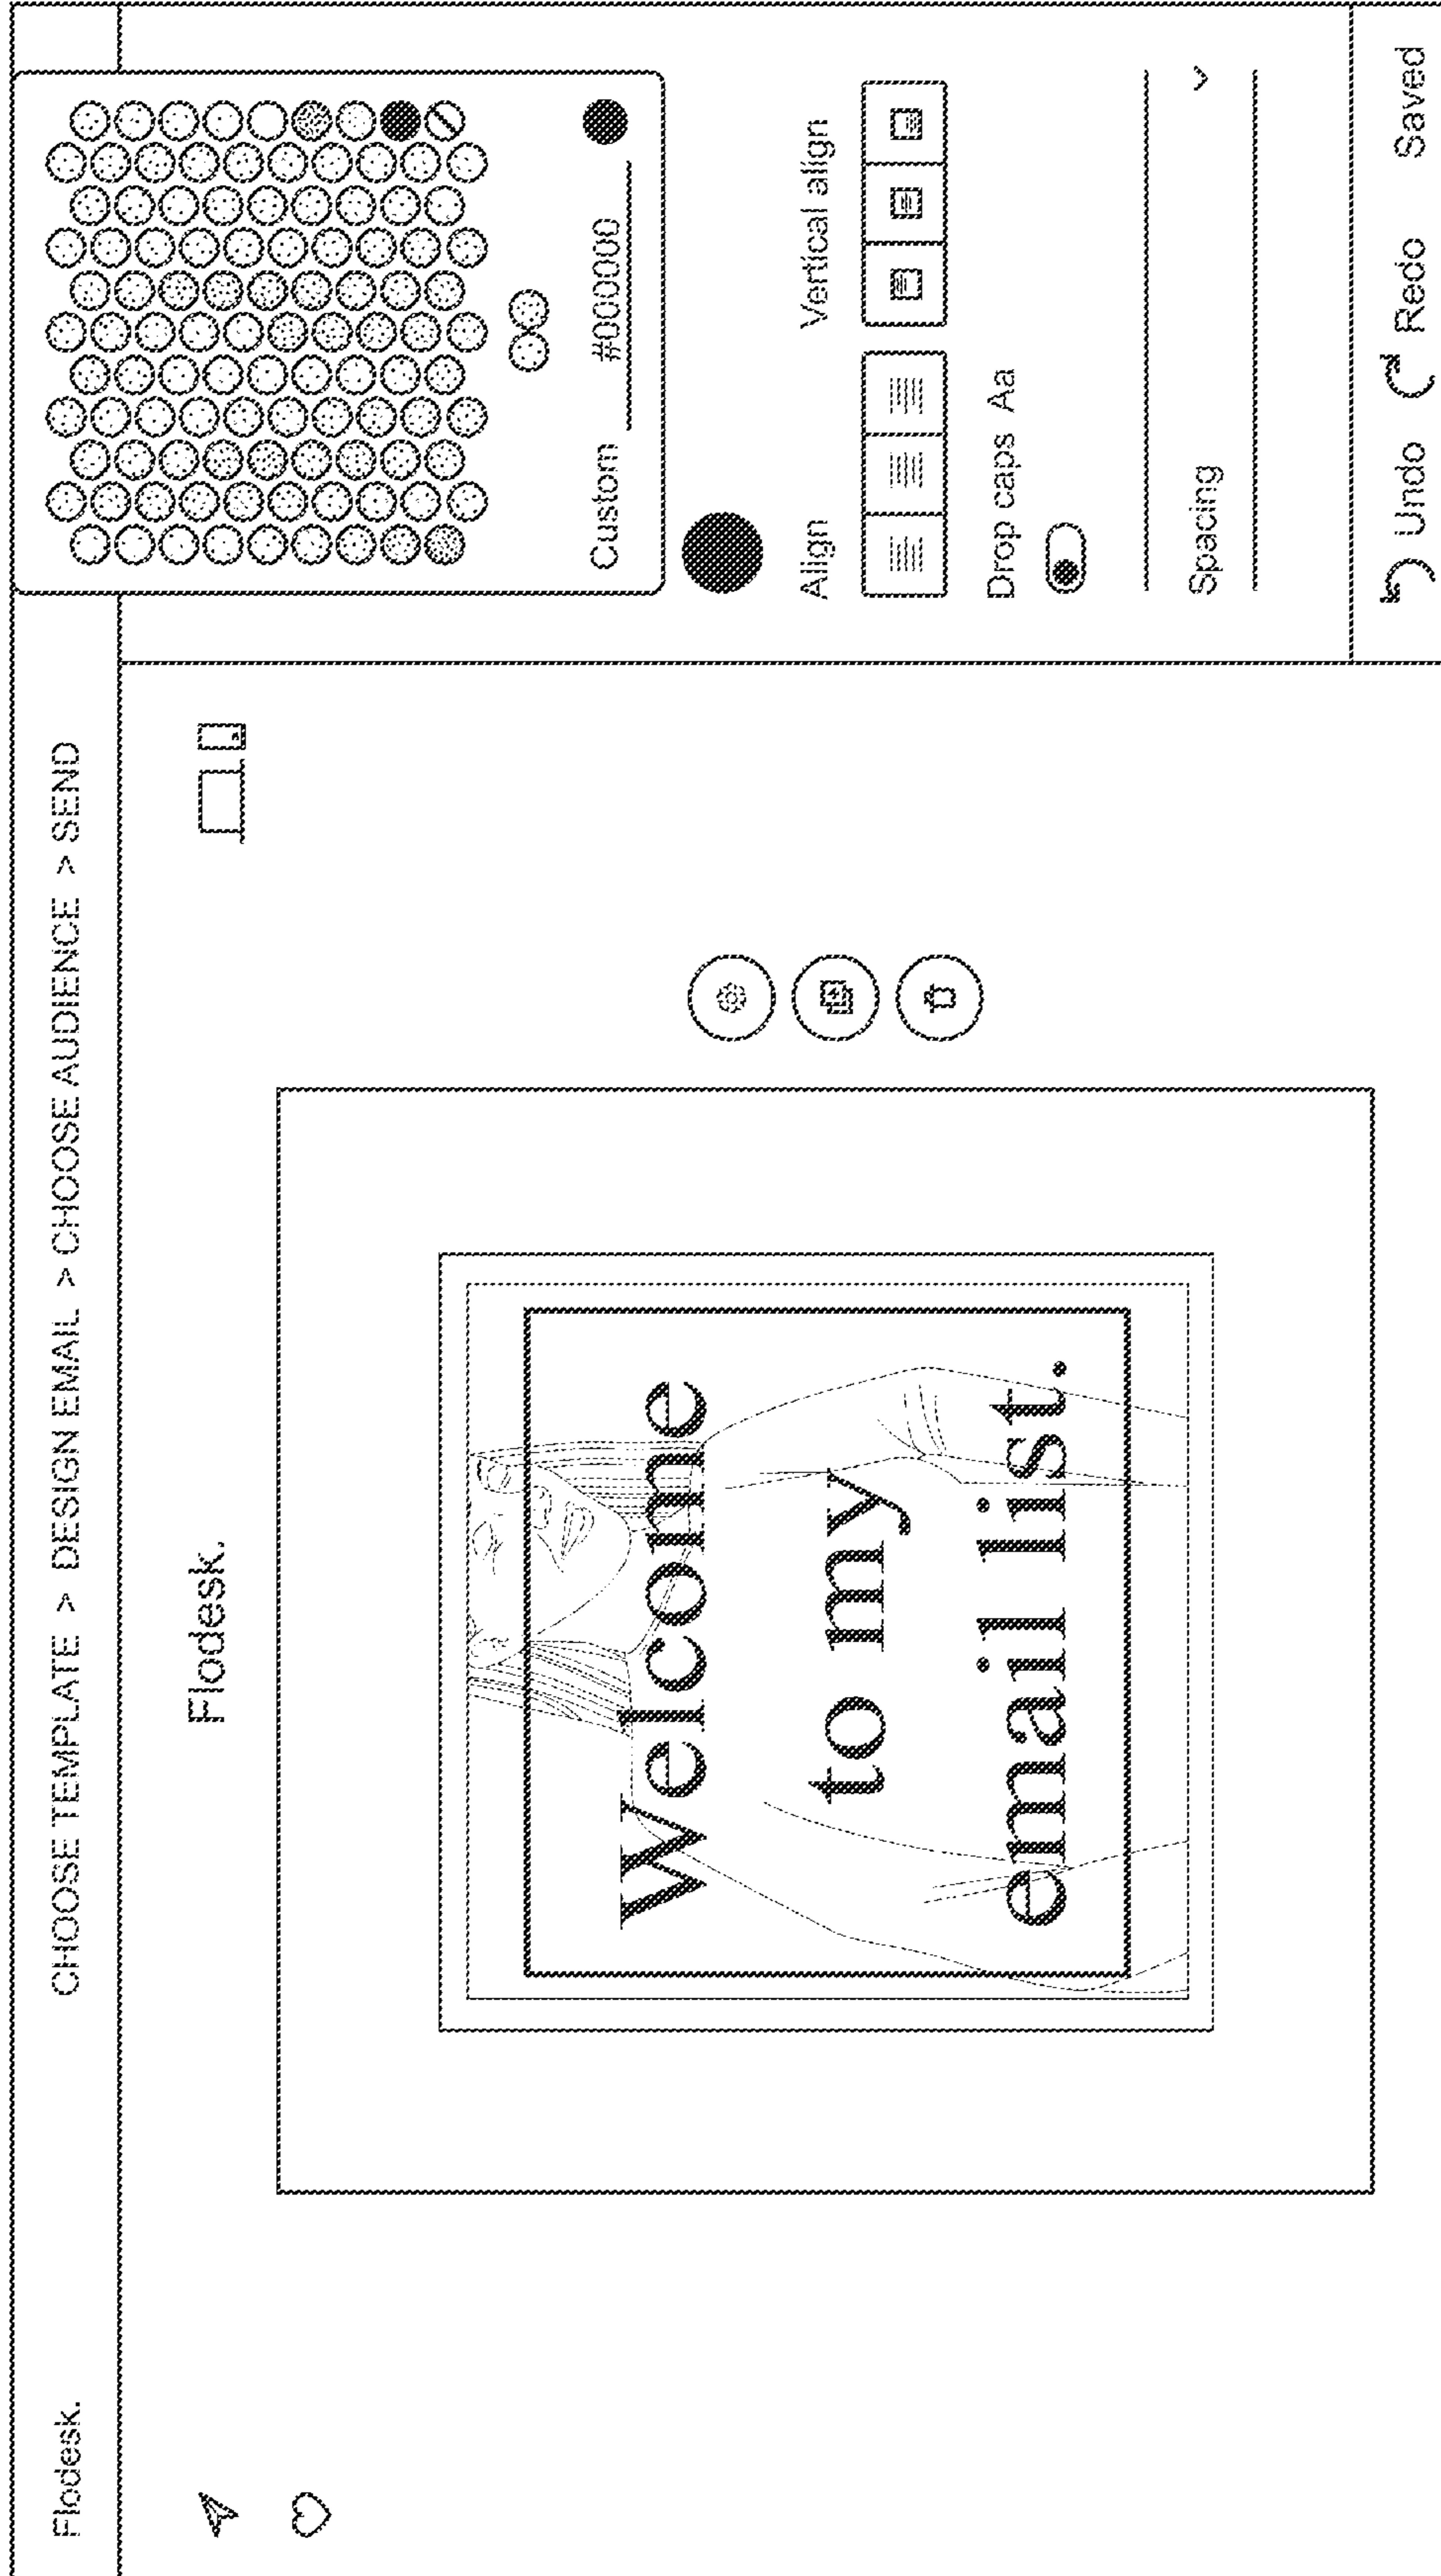 Flodesk.
CHOOSE TEMPLATE > DESIGN EMAIL > CHOOSE AUDIENCE > SEND
Flodesk.
Welcome
to my
email list.
Custom #000000
Align Vertical align
Drop caps Aa
Spacing
Undo Redo Saved